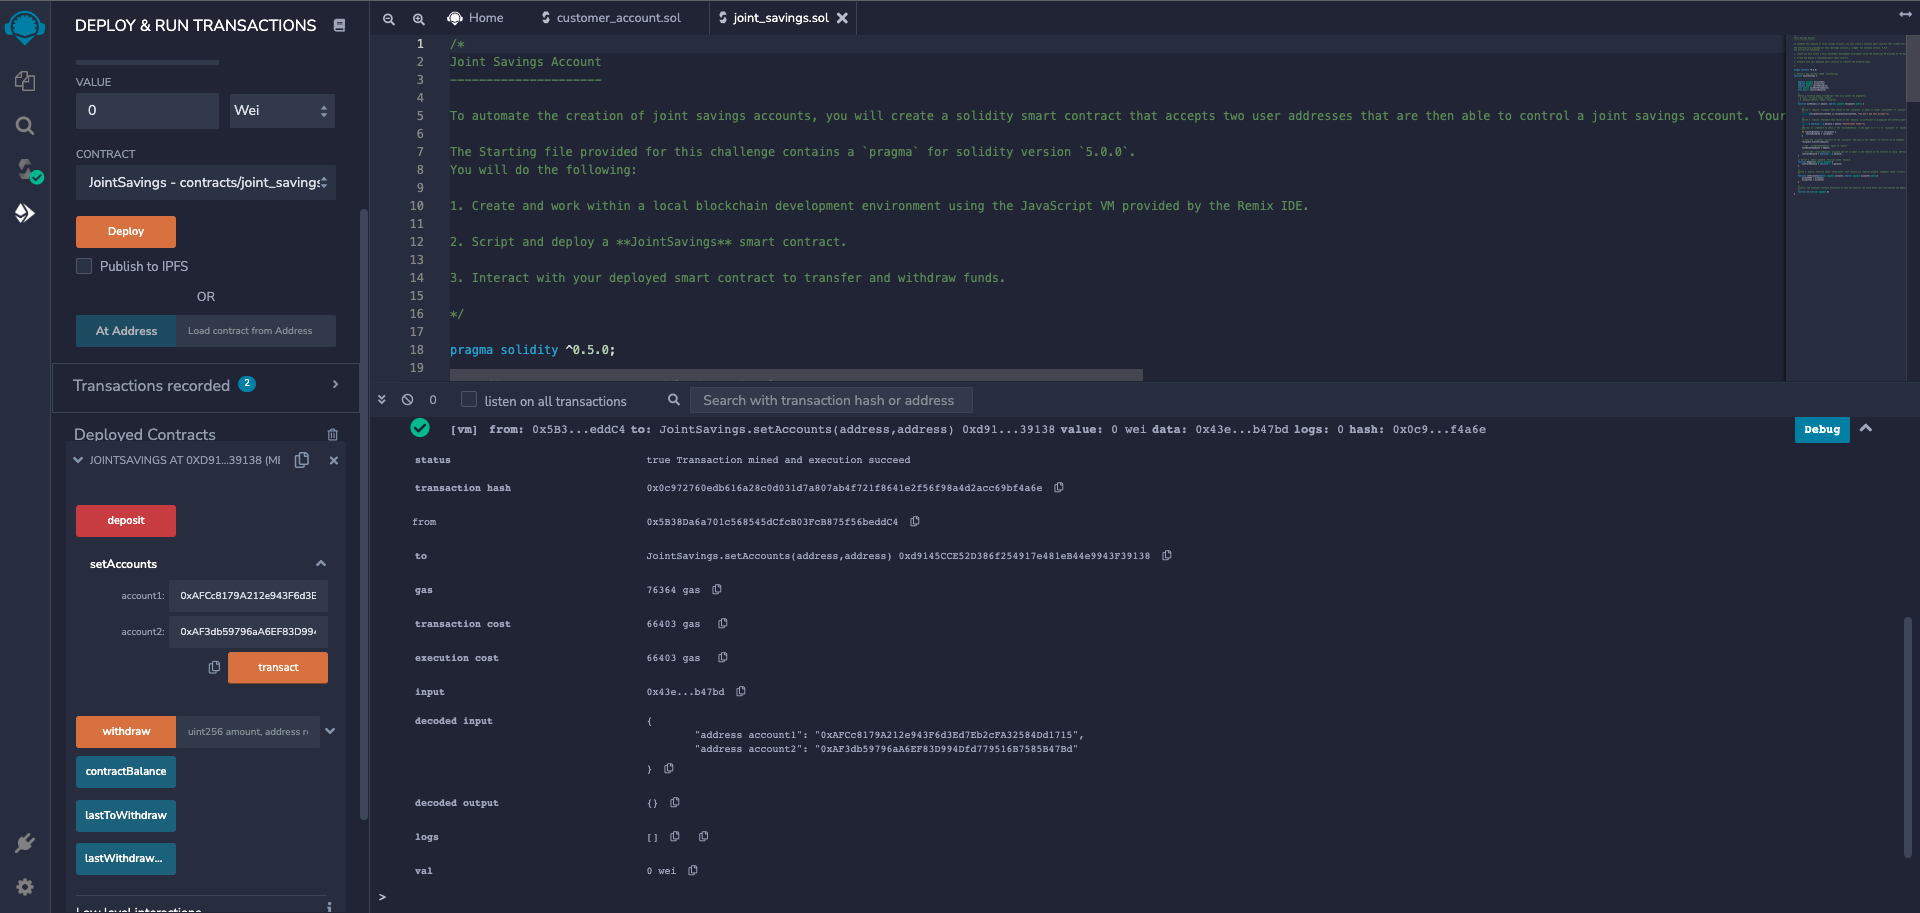 DEPLOY & RUN TRANSACTIONS
VALUE
0
Wei
CONTRACT
JointSavings - contracts/joint_savings
Deploy
Publish to IPFS
OR
At Address
Load contract from Address
Transactions recorded 2
Deployed Contracts
JOINTSAVINGS AT 0XD91...39138 (ME
deposit
setAccounts
account1: 0xAFCc8179A212e943F6d3E
account2: 0xAF3db59796aA6EF83D994
transact
withdraw
uint256 amount, address re
contractBalance
lastToWithdraw
lastWithdraw...
Low level interactions
Home
customer_account.sol
joint_savings.sol
1 /*
2 Joint Savings Account
3 ---------------------
4
5 To automate the creation of joint savings accounts, you will create a solidity smart contract that accepts two user addresses that are then able to control a joint savings account. Your
6
7 The Starting file provided for this challenge contains a `pragma` for solidity version `5.0.0`.
8 You will do the following:
9
10 1. Create and work within a local blockchain development environment using the JavaScript VM provided by the Remix IDE.
11
12 2. Script and deploy a **JointSavings** smart contract.
13
14 3. Interact with your deployed smart contract to transfer and withdraw funds.
15
16 */
17
18 pragma solidity ^0.5.0;
19
0
listen on all transactions
Search with transaction hash or address
[vm] from: 0x5B3...eddC4 to: JointSavings.setAccounts(address,address) 0xd91...39138 value: 0 wei data: 0x43e...b47bd logs: 0 hash: 0x0c9...f4a6e
Debug
status true Transaction mined and execution succeed
transaction hash 0x0c972760edb616a28c0d031d7a807ab4f721f8641e2f56f98a4d2acc69bf4a6e
from 0x5B38Da6a701c568545dCfcB03FcB875f56beddC4
to JointSavings.setAccounts(address,address) 0xd9145CCE52D386f254917e481eB44e9943F39138
gas 76364 gas
transaction cost 66403 gas
execution cost 66403 gas
input 0x43e...b47bd
decoded input {
"address account1": "0xAFCc8179A212e943F6d3Ed7Eb2cFA32584Dd1715",
"address account2": "0xAF3db59796aA6EF83D994Dfd779516B7585B47Bd"
}
decoded output {}
logs []
val 0 wei
>